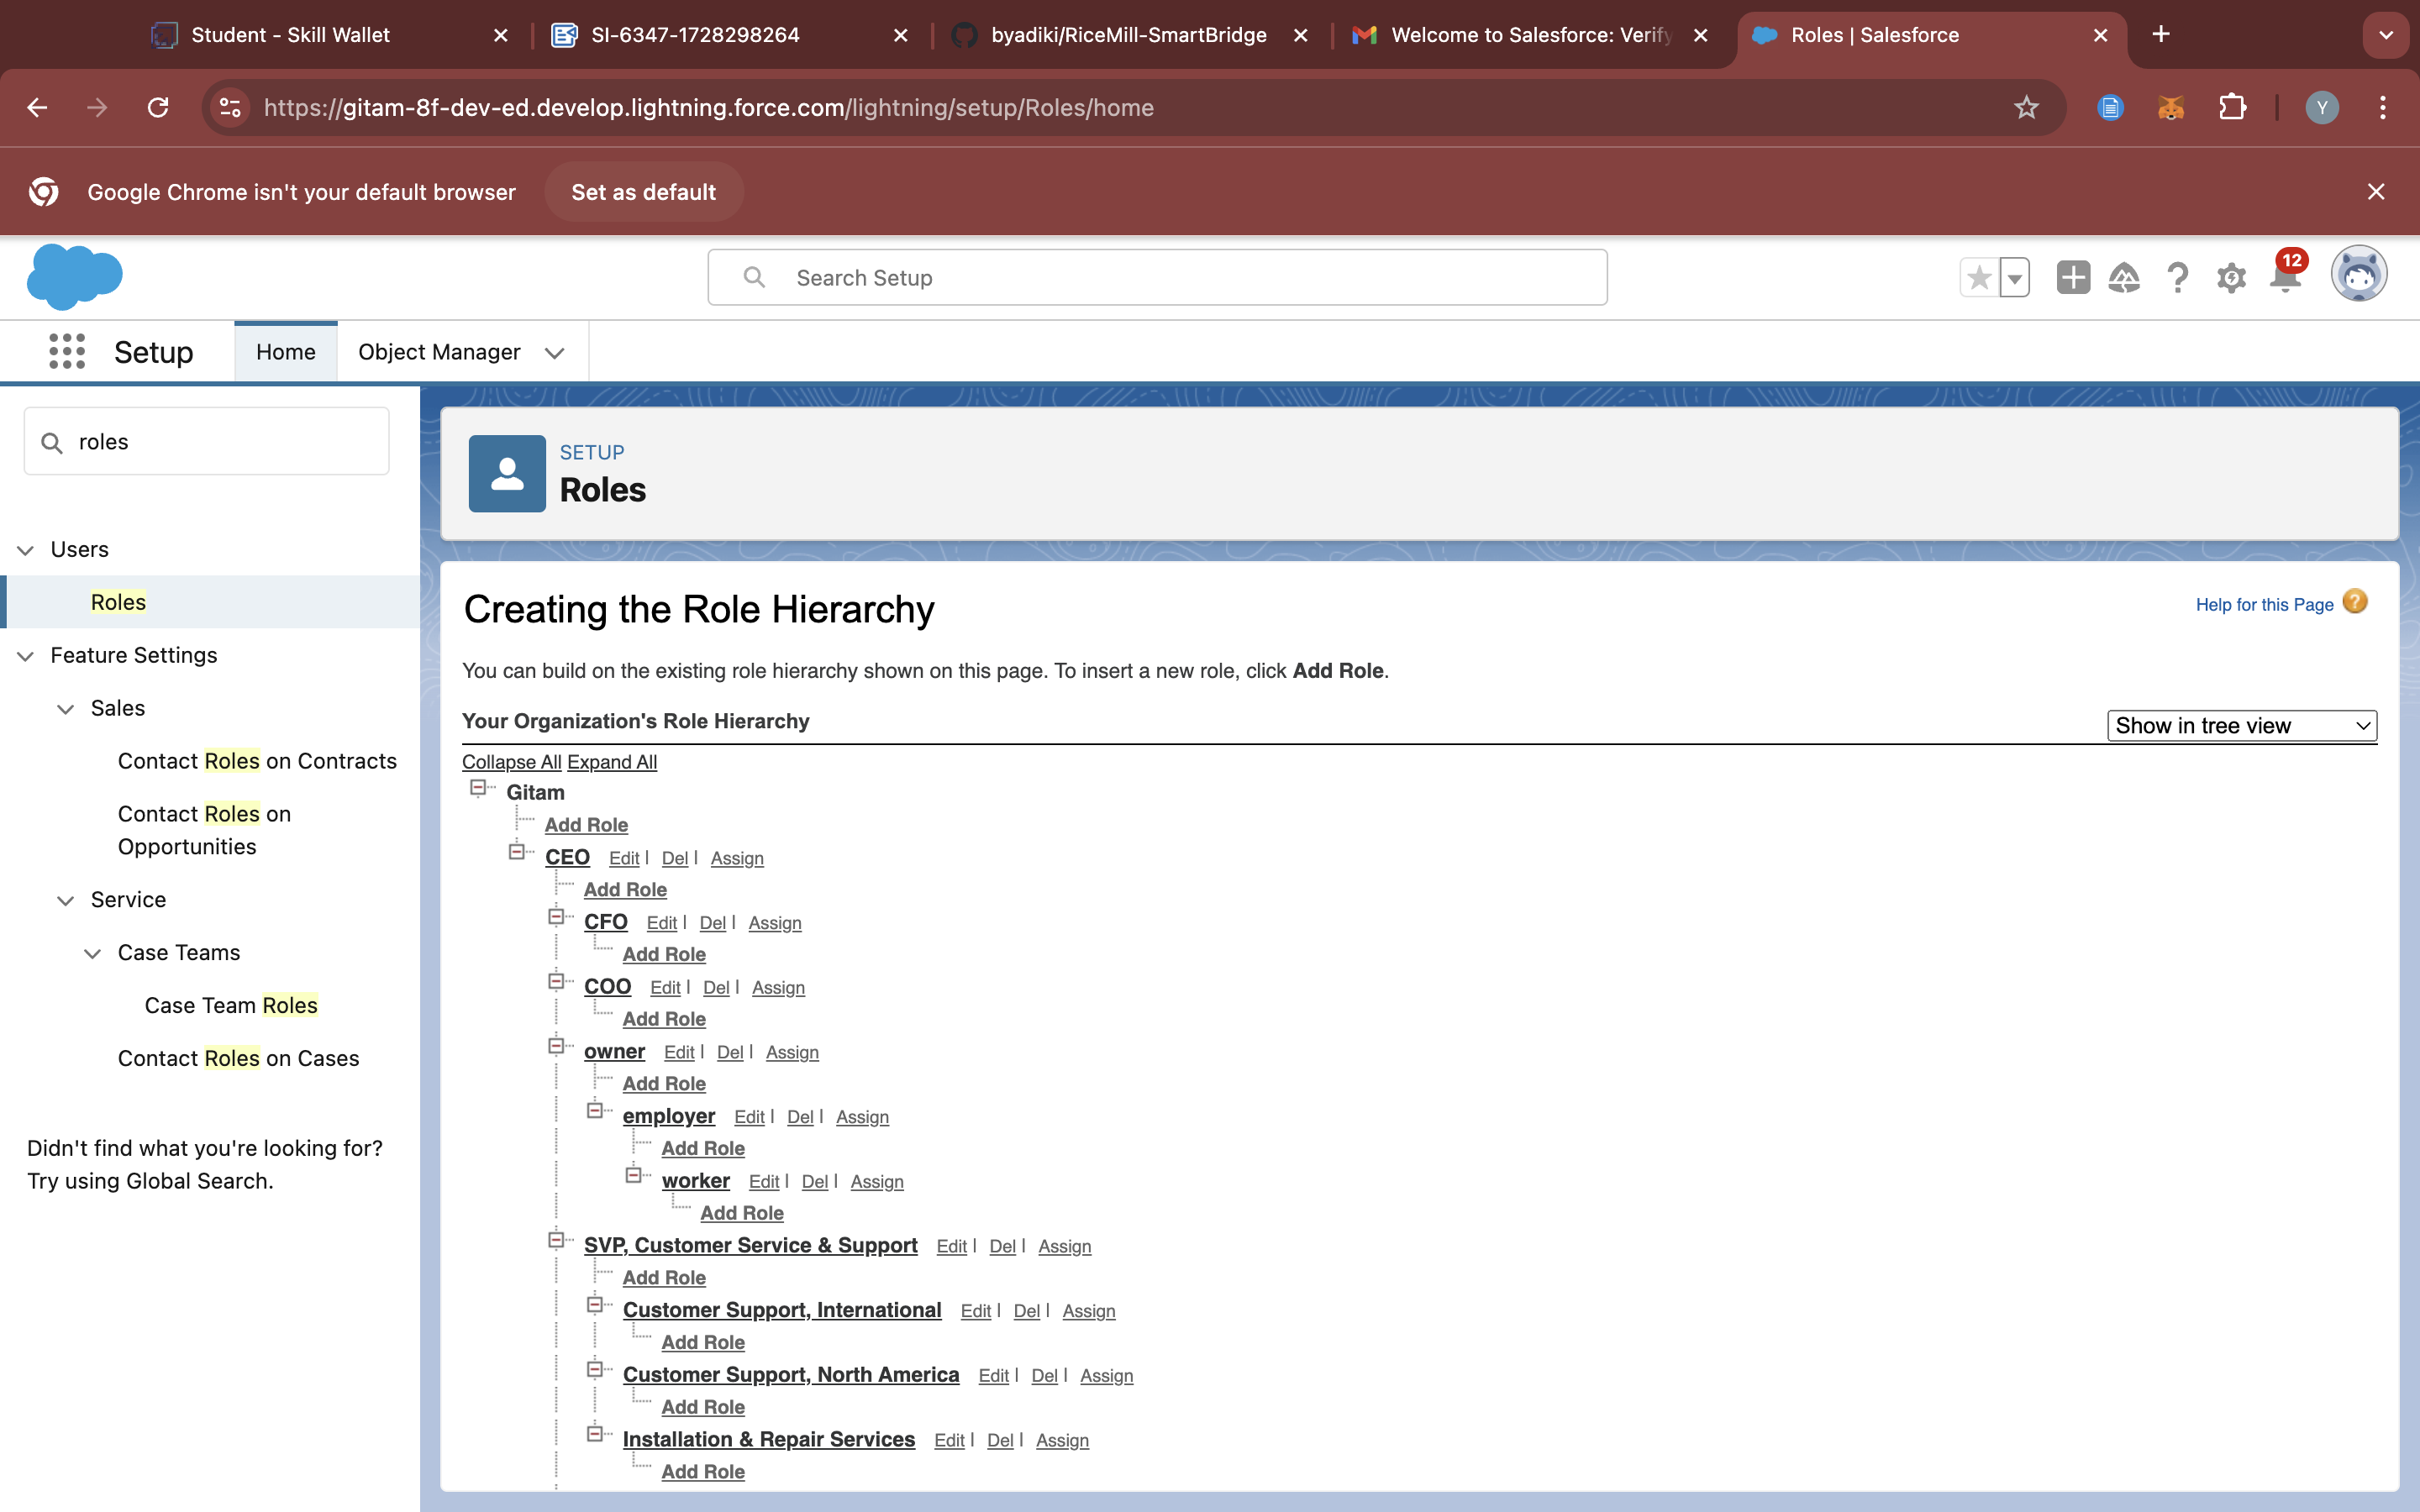 Student - Skill Wallet
SI-6347-1728298264
byadiki/RiceMill-SmartBridge
Welcome to Salesforce: Verify
Roles | Salesforce
https://gitam-8f-dev-ed.develop.lightning.force.com/lightning/setup/Roles/home
Y
Google Chrome isn't your default browser
Set as default
Search Setup
12
Setup
Home
Object Manager
roles
Users
Roles
Feature Settings
Sales
Contact Roles on Contracts
Contact Roles on
Opportunities
Service
Case Teams
Case Team Roles
Contact Roles on Cases
Didn't find what you're looking for?
Try using Global Search.
SETUP
Roles
Creating the Role Hierarchy
Help for this Page ?
You can build on the existing role hierarchy shown on this page. To insert a new role, click Add Role.
Your Organization's Role Hierarchy
Show in tree view
Collapse All Expand All
Gitam
Add Role
CEO Edit | Del | Assign
Add Role
CFO Edit | Del | Assign
Add Role
COO Edit | Del | Assign
Add Role
owner Edit | Del | Assign
Add Role
employer Edit | Del | Assign
Add Role
worker Edit | Del | Assign
Add Role
SVP, Customer Service & Support Edit | Del | Assign
Add Role
Customer Support, International Edit | Del | Assign
Add Role
Customer Support, North America Edit | Del | Assign
Add Role
Installation & Repair Services Edit | Del | Assign
Add Role